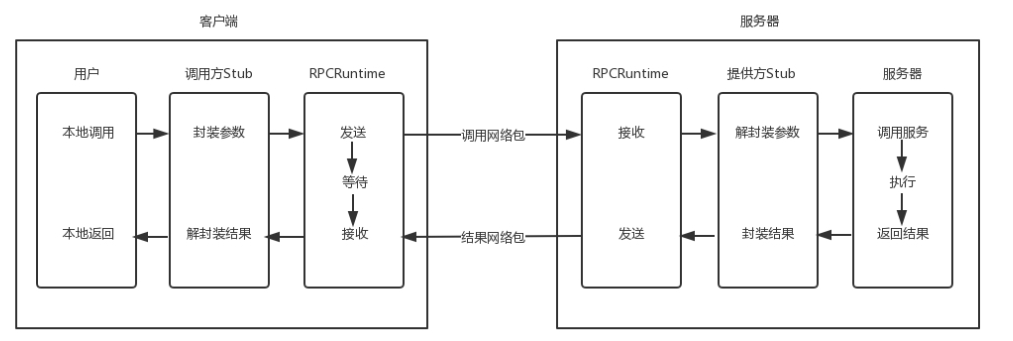 客户端
服务器
用户
调用方Stub
RPCRuntime
RPCRuntime
提供方Stub
服务器
本地调用
封装参数
发送
调用网络包
接收
解封装参数
调用服务
等待
执行
本地返回
解封装结果
接收
结果网络包
发送
封装结果
返回结果